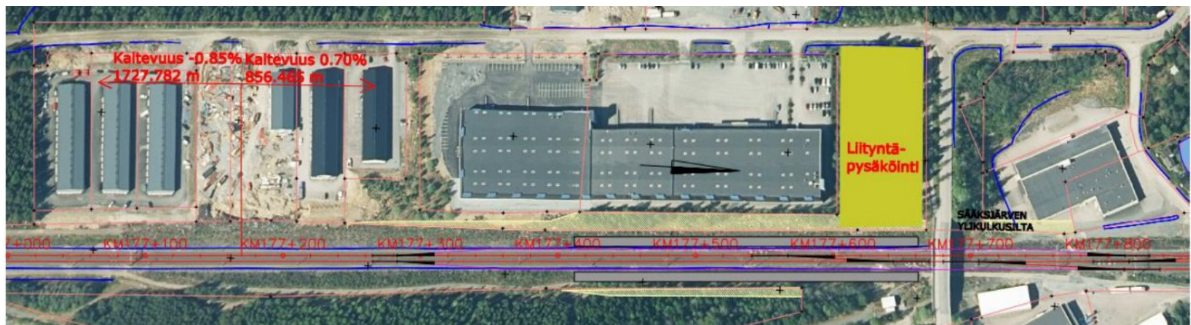 Kaltevuus -0.85% Kaltevuus 0.70%
1727.782 m 856.465 m
Liityntä-
pysäköinti
SÄÄKSJÄRVEN
YLIKULKUSILTA
KM177+100 KM177+200 KM177+300 KM177+400 KM177+500 KM177+600 KM177+700 KM177+800